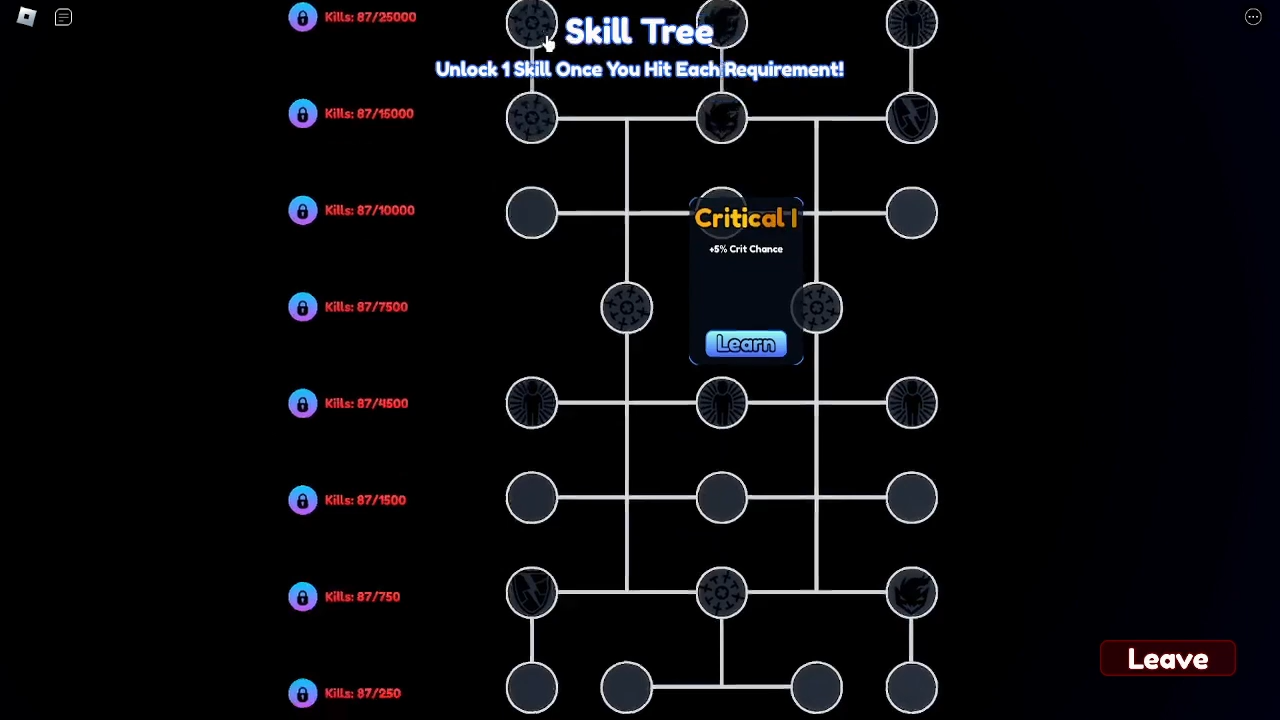 Kills: 87/25000
Skill Tree
Unlock 1 Skill Once You Hit Each Requirement!
Kills: 87/15000
Kills: 87/10000
Critical I
+5% Crit Chance
Kills: 87/7500
Learn
Kills: 87/4500
Kills: 87/1500
Kills: 87/750
Leave
Kills: 87/250